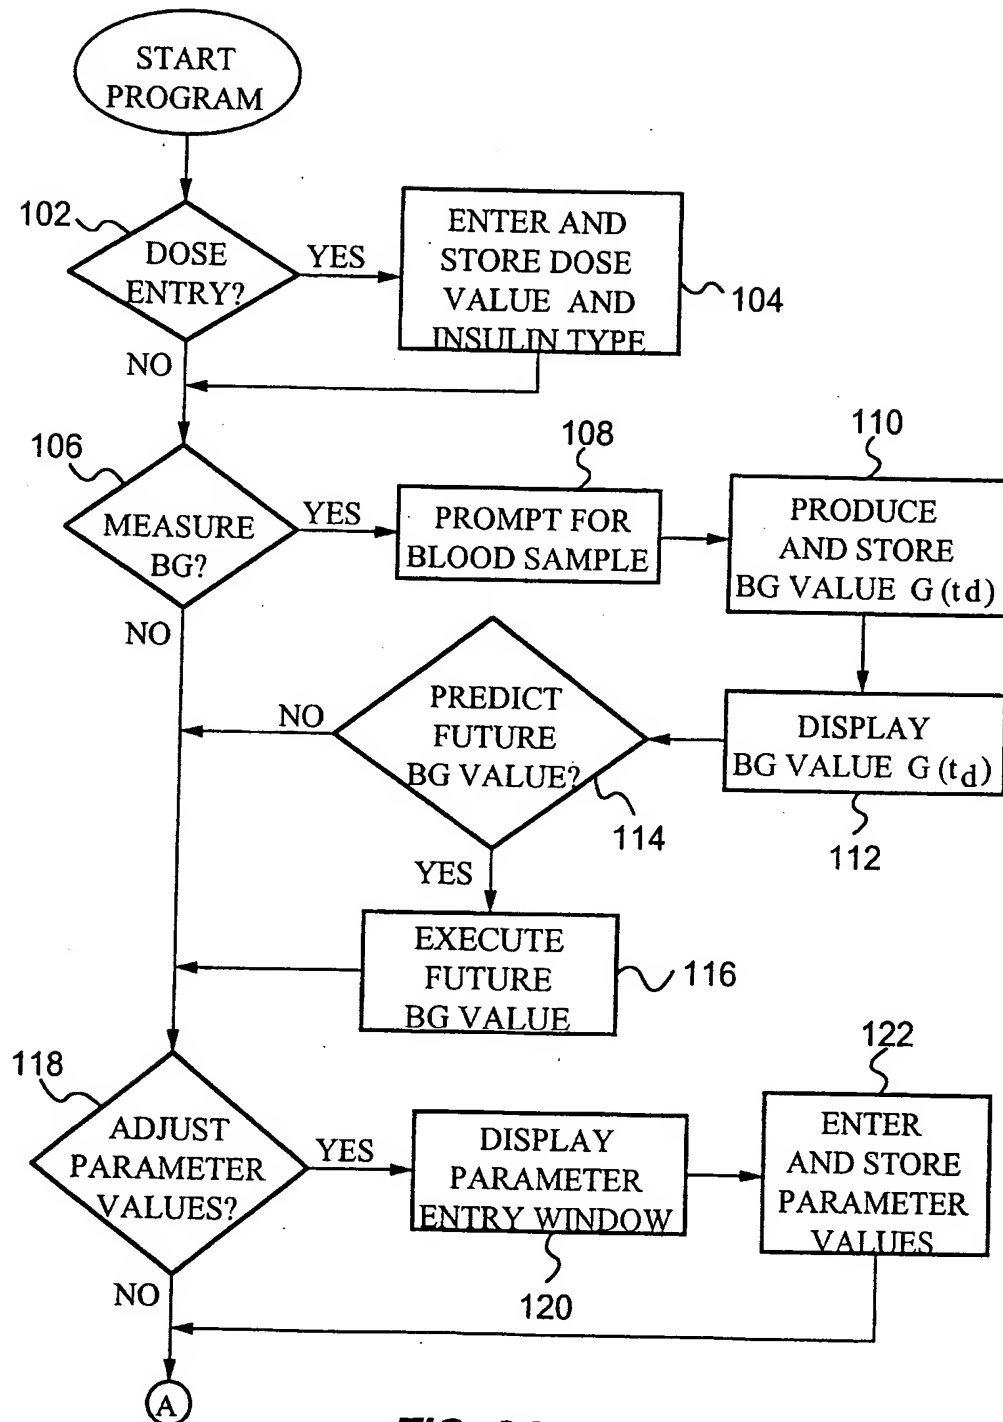 START
PROGRAM
102
DOSE
ENTRY?
YES
ENTER AND
STORE DOSE
VALUE AND
INSULIN TYPE
104
NO
106
MEASURE
BG?
YES
108
PROMPT FOR
BLOOD SAMPLE
110
PRODUCE
AND STORE
BG VALUE G (td)
NO
PREDICT
FUTURE
BG VALUE?
NO
DISPLAY
BG VALUE G (td)
114
112
YES
EXECUTE
FUTURE
BG VALUE
116
118
ADJUST
PARAMETER
VALUES?
YES
DISPLAY
PARAMETER
ENTRY WINDOW
120
122
ENTER
AND STORE
PARAMETER
VALUES
NO
A